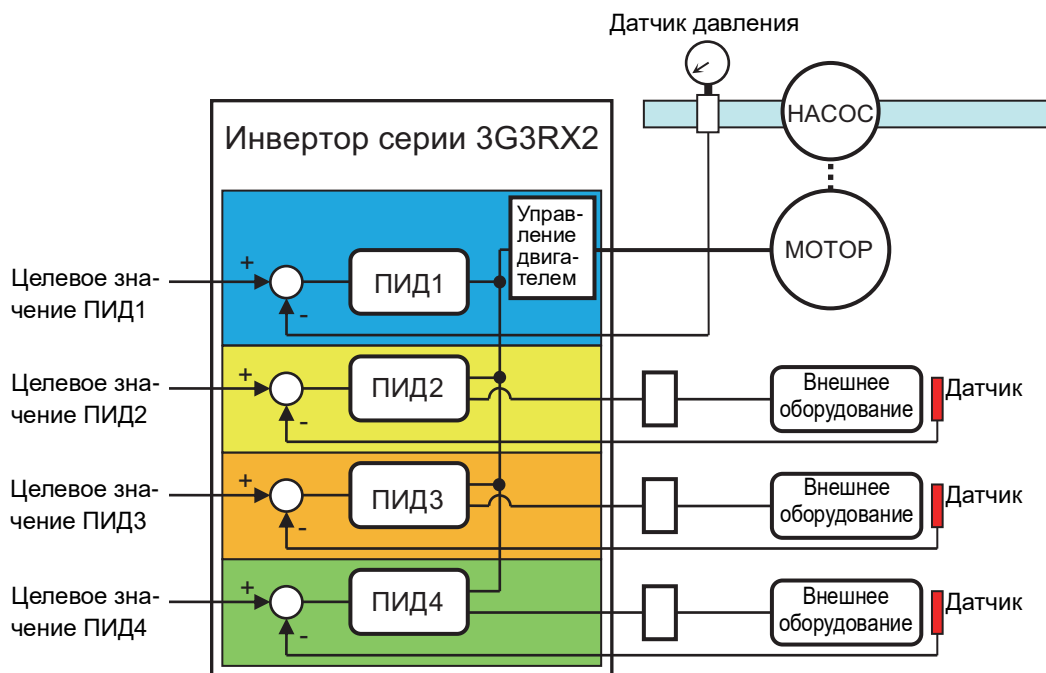 Датчик давления
НАСОС
Инвертор серии 3G3RX2
Управ-
ление
двига-
телем
МОТОР
Целевое зна-
чение ПИД1
+
-
ПИД1
Целевое зна-
чение ПИД2
+
-
ПИД2
Внешнее
оборудование
Датчик
Целевое зна-
чение ПИД3
+
-
ПИД3
Внешнее
оборудование
Датчик
Целевое зна-
чение ПИД4
+
-
ПИД4
Внешнее
оборудование
Датчик